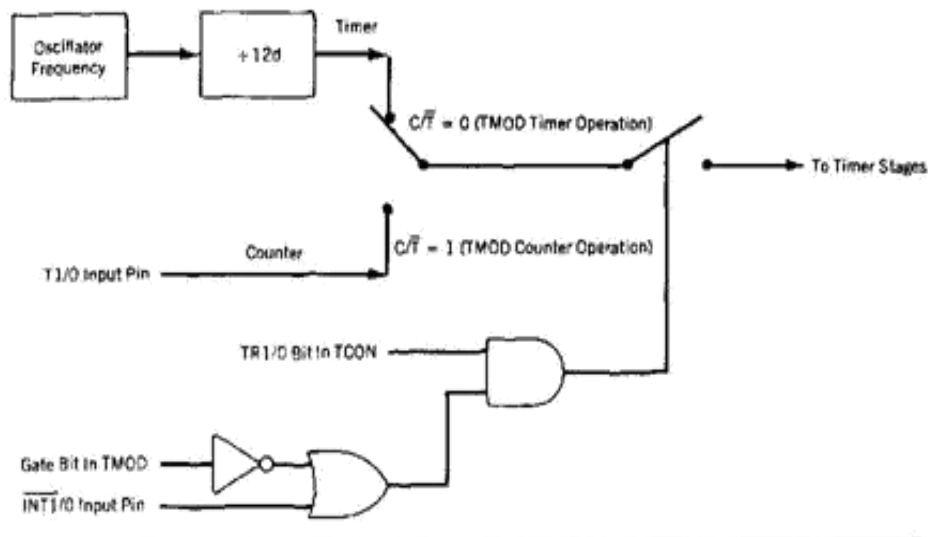 Oscillator
Frequency
÷12d
Timer
C/T̅ = 0 (TMOD Timer Operation)
To Timer Stages
C/T̅ = 1 (TMOD Counter Operation)
Counter
T1/0 Input Pin
TR1/0 Bit In TCON
Gate Bit In TMOD
I̅N̅T̅1̅/0 Input Pin